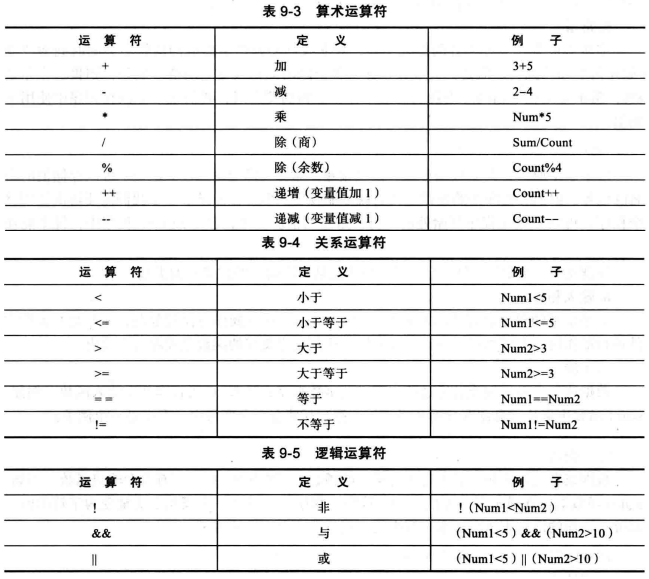 表 9-3 算术运算符
运 算 符 定 义 例 子
+ 加 3+5
- 减 2-4
* 乘 Num*5
/ 除（商） Sum/Count
% 除（余数） Count%4
++ 递增（变量值加 1） Count++
-- 递减（变量值减 1） Count--
表 9-4 关系运算符
运 算 符 定 义 例 子
< 小于 Num1<5
<= 小于等于 Num1<=5
> 大于 Num2>3
>= 大于等于 Num2>=3
= = 等于 Num1==Num2
!= 不等于 Num1!=Num2
表 9-5 逻辑运算符
运 算 符 定 义 例 子
! 非 !（Num1<Num2）
&& 与 （Num1<5）&&（Num2>10）
|| 或 （Num1<5）||（Num2>10）